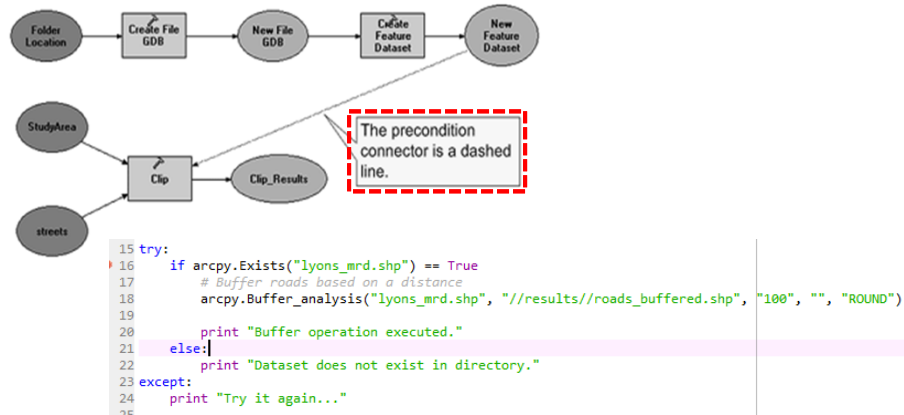 Folder
Location
Create File
GDB
New File
GDB
Create
Feature
Dataset
New
Feature
Dataset
StudyArea
The precondition
connector is a dashed
line.
Clip
Clip_Results
streets
15 try:
16 if arcpy.Exists("lyons_mrd.shp") == True
17 # Buffer roads based on a distance
18 arcpy.Buffer_analysis("lyons_mrd.shp", "//results//roads_buffered.shp", "100", "", "ROUND")
19
20 print "Buffer operation executed."
21 else:
22 print "Dataset does not exist in directory."
23 except:
24 print "Try it again..."